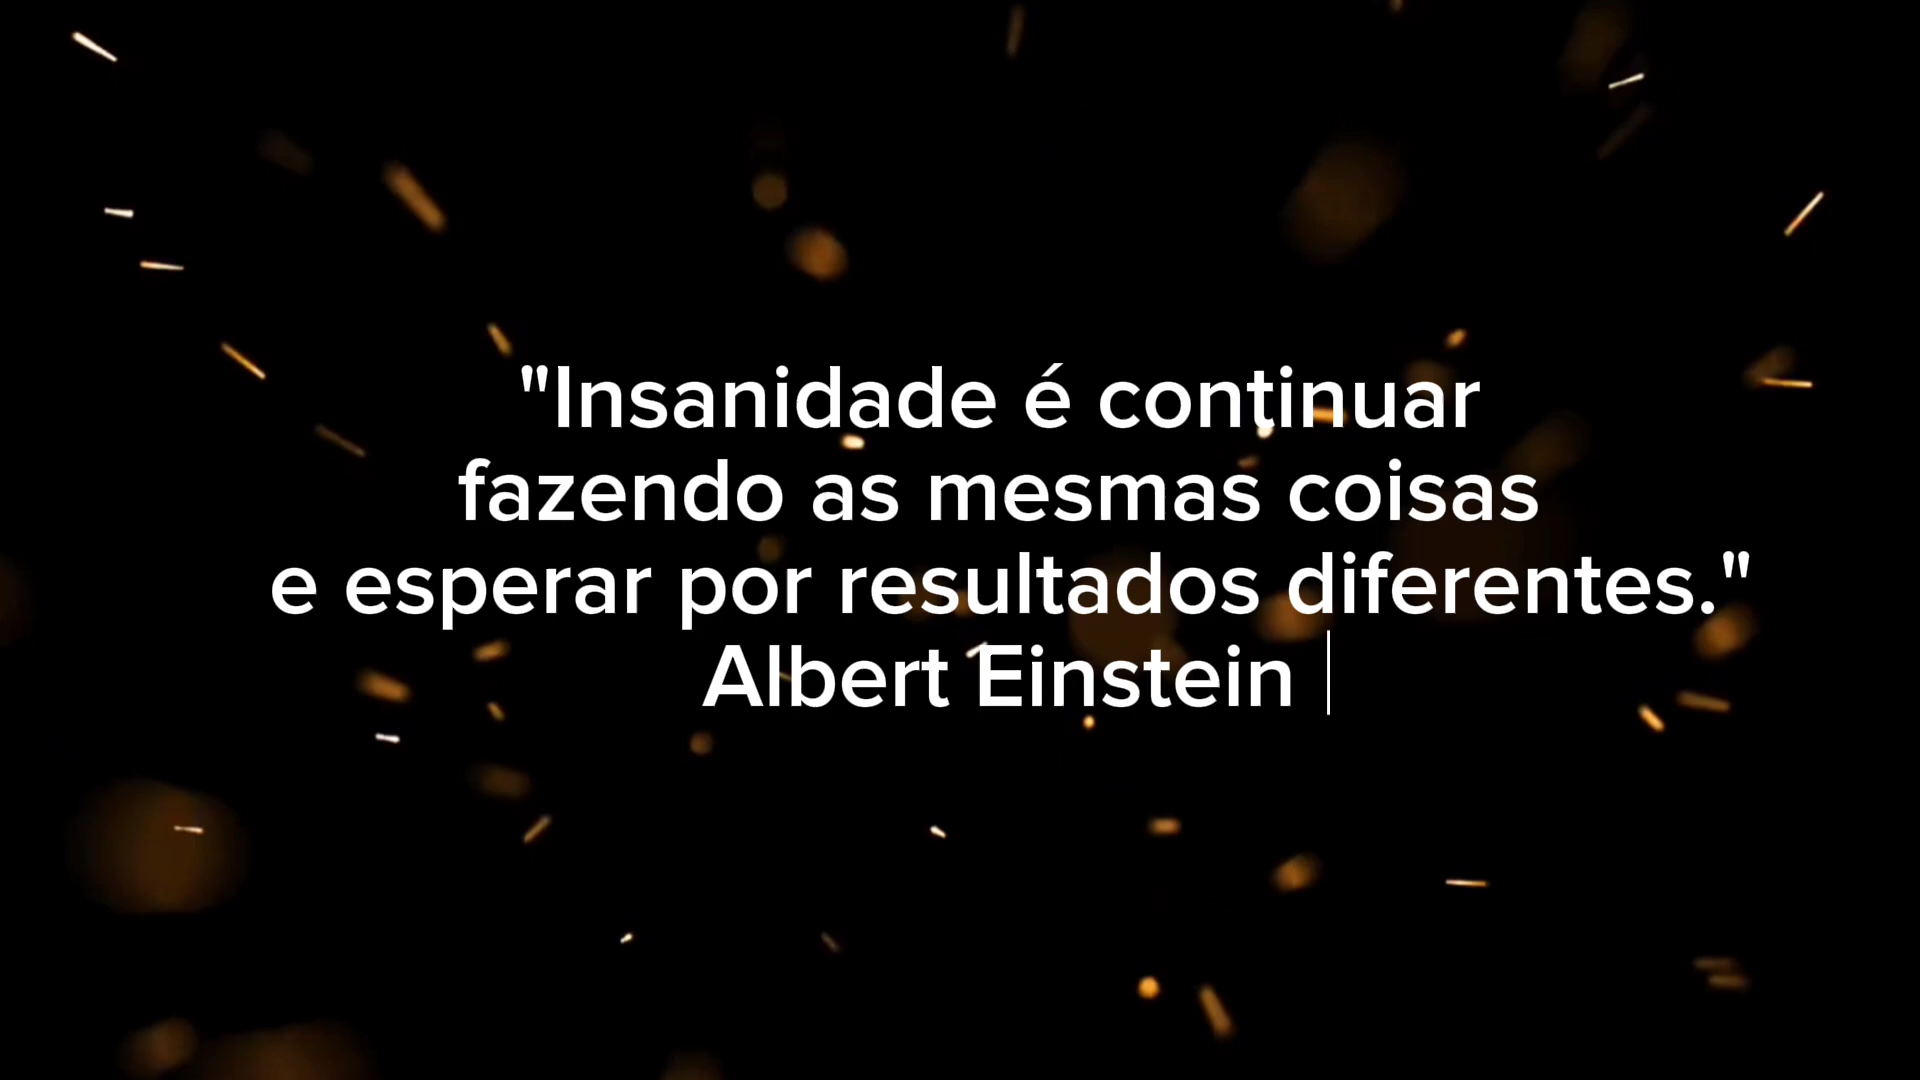 "Insanidade é continuar
fazendo as mesmas coisas
e esperar por resultados diferentes."
Albert Einstein